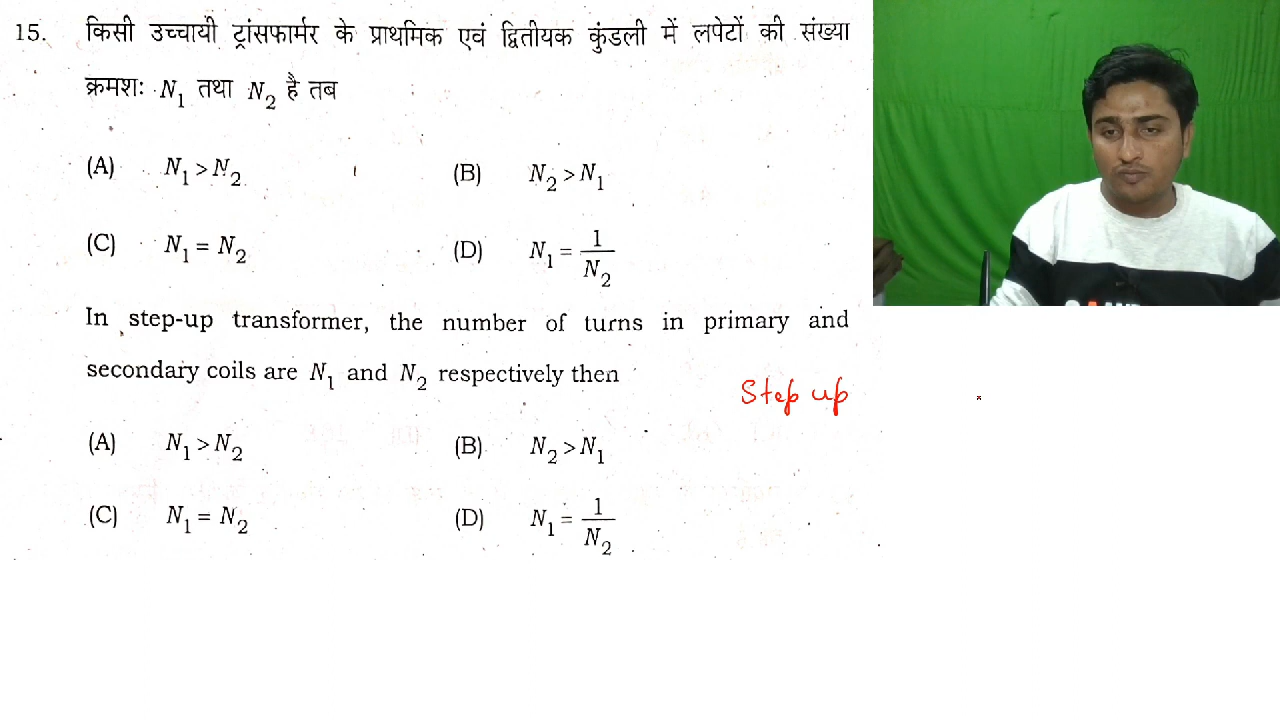 15. किसी उच्चायी ट्रांसफार्मर के प्राथमिक एवं द्वितीयक कुंडली में लपेटों की संख्या
क्रमशः N₁ तथा N₂ है तब
(A) N₁ > N₂ (B) N₂ > N₁
(C) N₁ = N₂ (D) N₁ = 1/N₂
In step-up transformer, the number of turns in primary and
secondary coils are N₁ and N₂ respectively then
Step up
(A) N₁ > N₂ (B) N₂ > N₁
(C) N₁ = N₂ (D) N₁ = 1/N₂